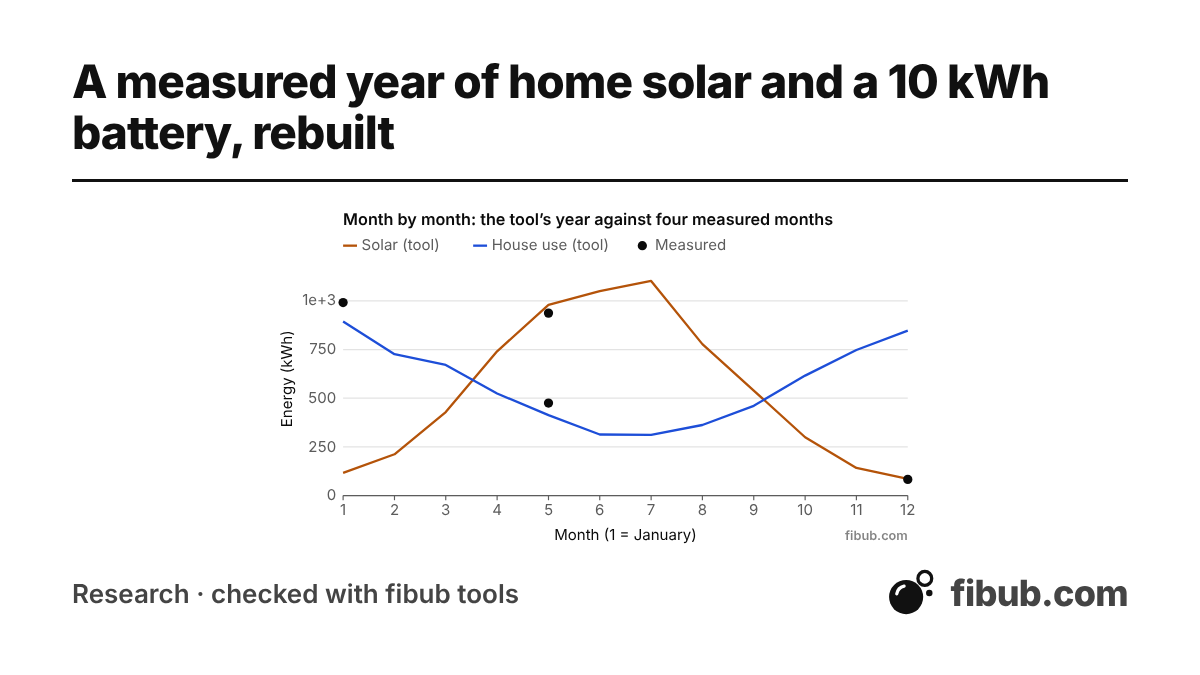 A measured year of home solar and a 10 kWh
battery, rebuilt
Month by month: the tool’s year against four measured months
Solar (tool) House use (tool) Measured
1e+3
750
500
250
0
Energy (kWh)
1 2 3 4 5 6 7 8 9 10 11 12
Month (1 = January)
fibub.com
Research · checked with fibub tools
fibub.com